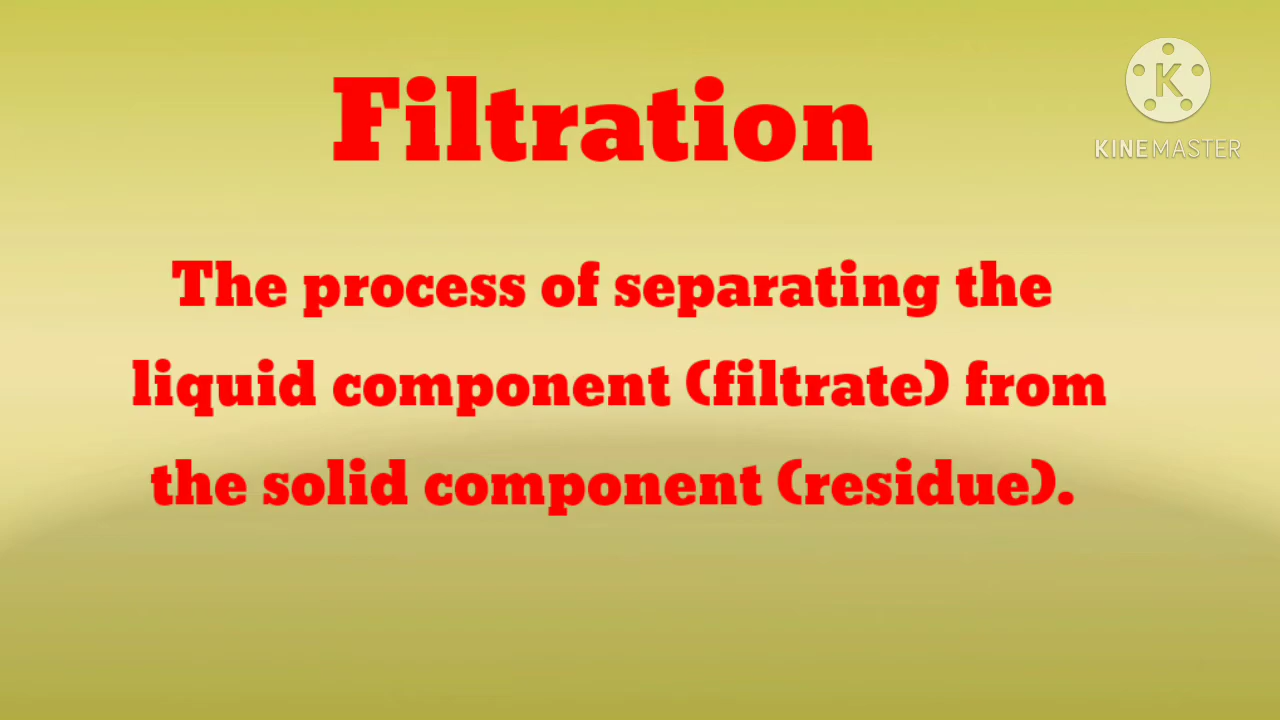 Filtration
KINEMASTER
The process of separating the
liquid component (filtrate) from
the solid component (residue).